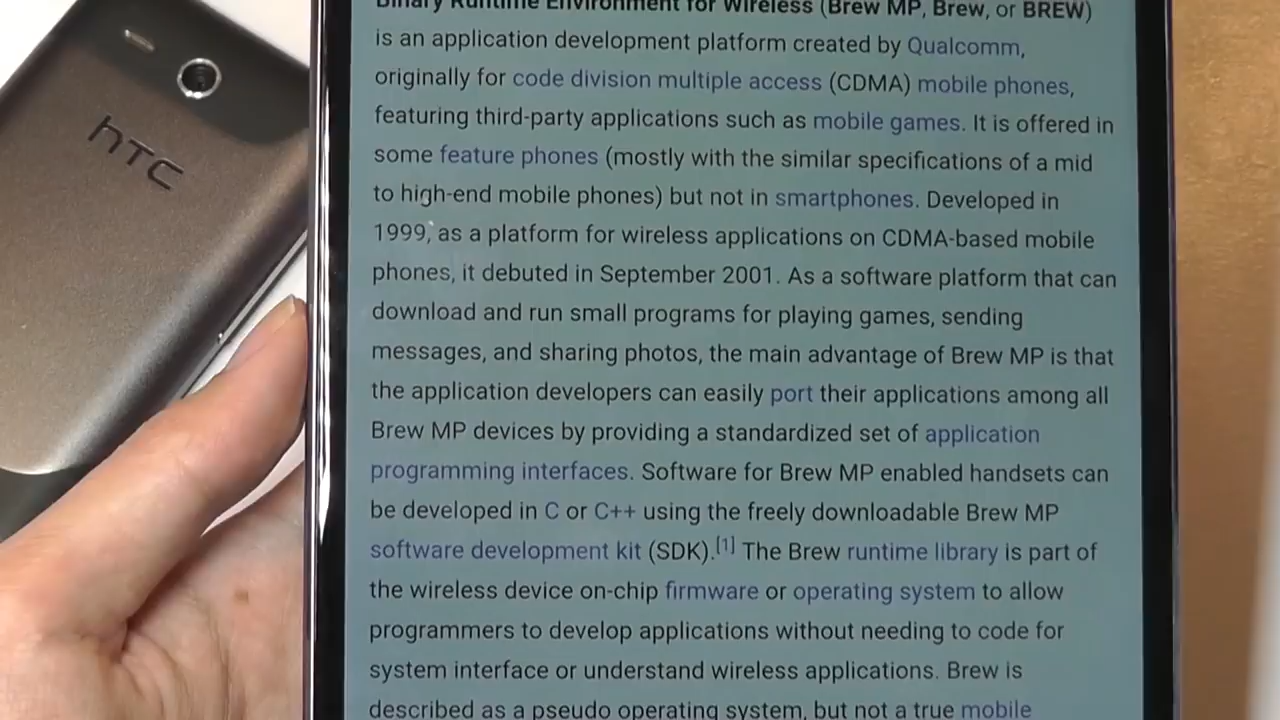 hTC
Binary Runtime Environment for Wireless (Brew MP, Brew, or BREW)
is an application development platform created by Qualcomm,
originally for code division multiple access (CDMA) mobile phones,
featuring third-party applications such as mobile games. It is offered in
some feature phones (mostly with the similar specifications of a mid
to high-end mobile phones) but not in smartphones. Developed in
1999, as a platform for wireless applications on CDMA-based mobile
phones, it debuted in September 2001. As a software platform that can
download and run small programs for playing games, sending
messages, and sharing photos, the main advantage of Brew MP is that
the application developers can easily port their applications among all
Brew MP devices by providing a standardized set of application
programming interfaces. Software for Brew MP enabled handsets can
be developed in C or C++ using the freely downloadable Brew MP
software development kit (SDK).[1] The Brew runtime library is part of
the wireless device on-chip firmware or operating system to allow
programmers to develop applications without needing to code for
system interface or understand wireless applications. Brew is
described as a pseudo operating system, but not a true mobile